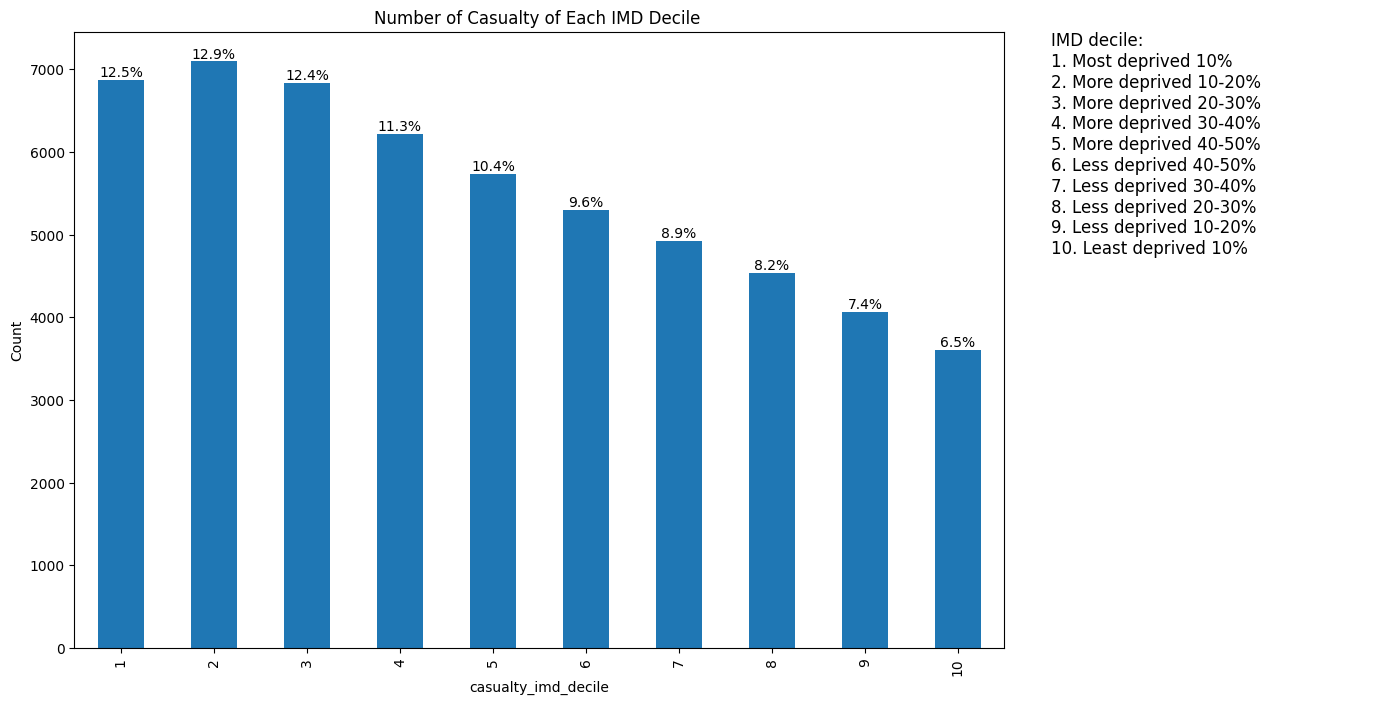 Number of Casualty of Each IMD Decile
IMD decile:
1. Most deprived 10%
2. More deprived 10-20%
3. More deprived 20-30%
4. More deprived 30-40%
5. More deprived 40-50%
6. Less deprived 40-50%
7. Less deprived 30-40%
8. Less deprived 20-30%
9. Less deprived 10-20%
10. Least deprived 10%
12.5%
12.9%
12.4%
11.3%
10.4%
9.6%
8.9%
8.2%
7.4%
6.5%
Count
7000
6000
5000
4000
3000
2000
1000
0
1
2
3
4
5
6
7
8
9
10
casualty_imd_decile